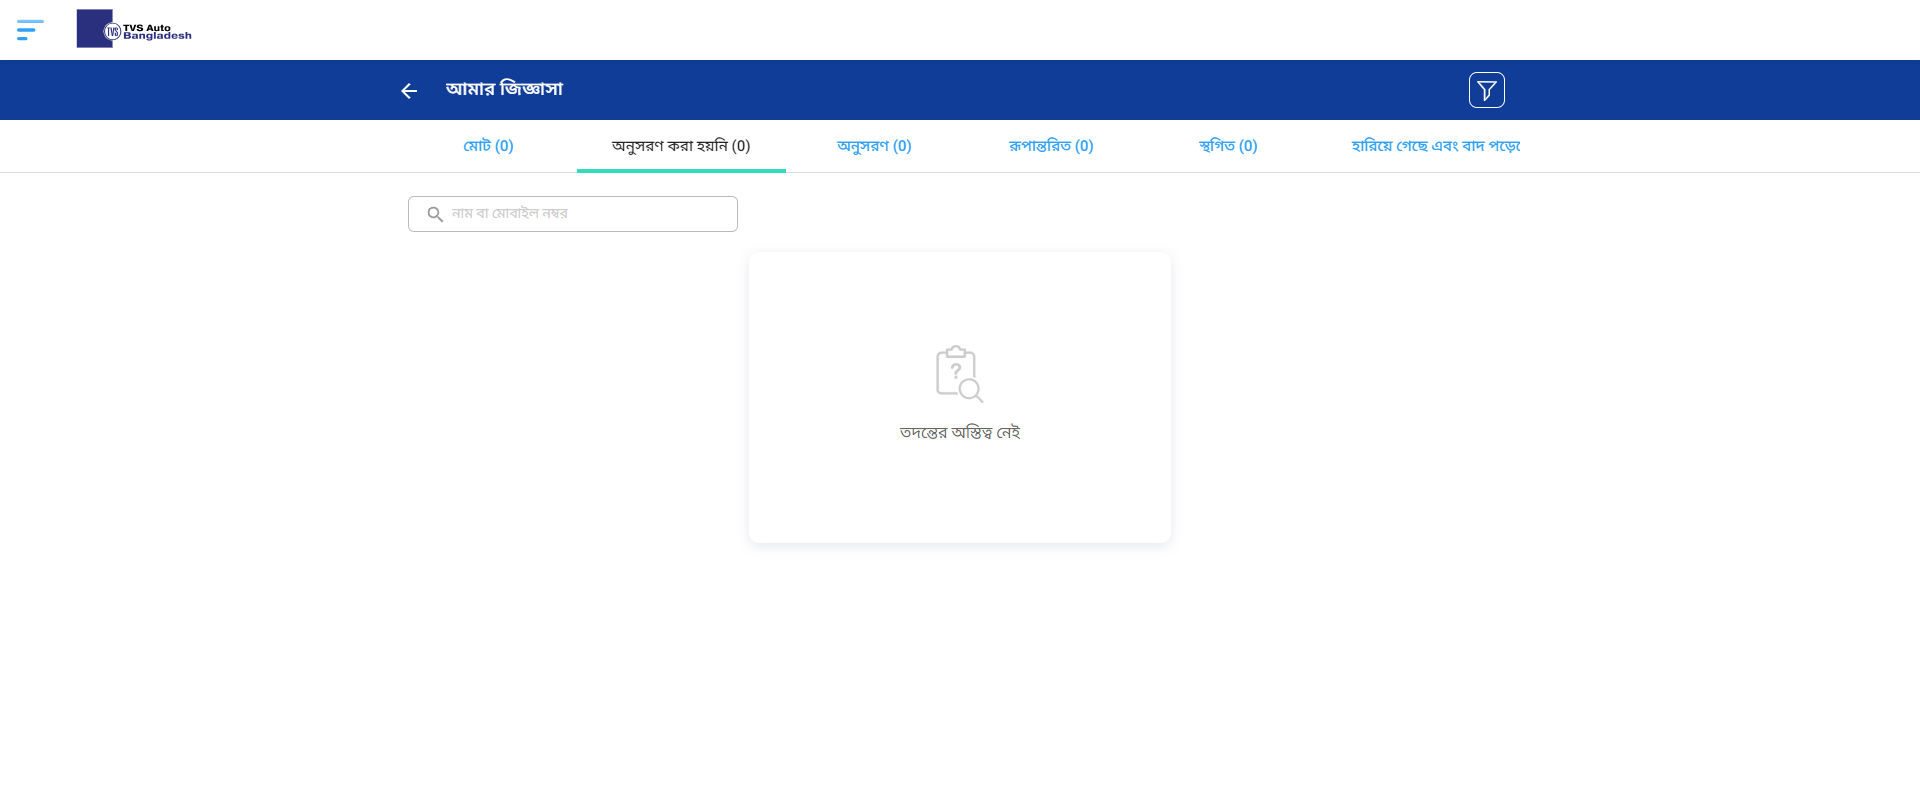 TVS Auto
Bangladesh
TVS
আমার জিজ্ঞাসা
মোট (0)
অনুসরণ করা হয়নি (0)
অনুসরণ (0)
রূপান্তরিত (0)
স্থগিত (0)
হারিয়ে গেছে এবং বাদ
নাম বা মোবাইল নম্বর
?
তদন্তের অস্তিত্ব নেই